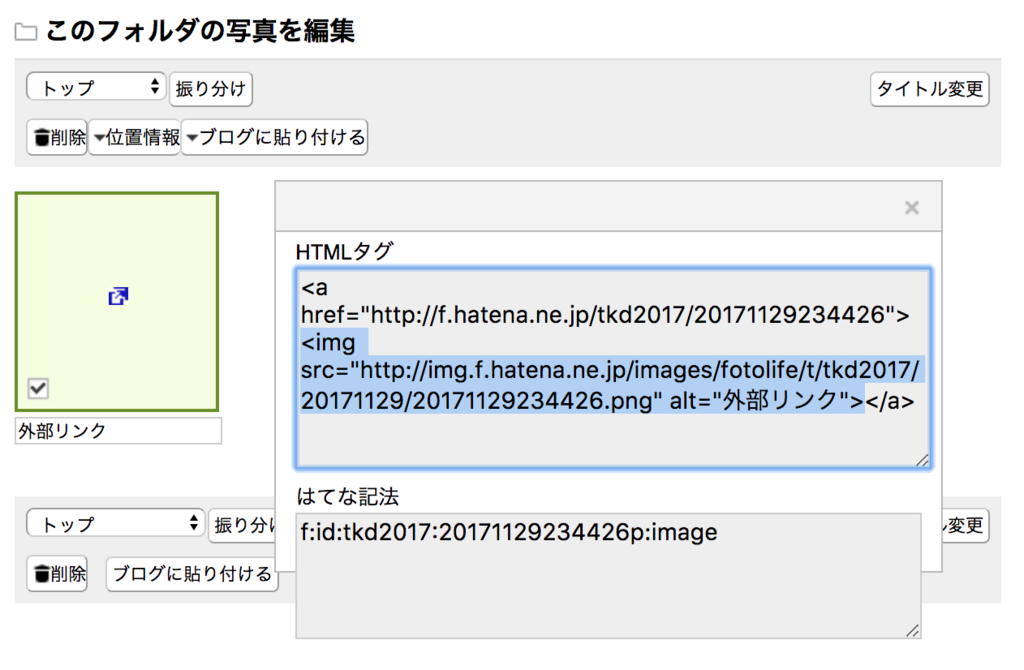 このフォルダの写真を編集
トップ 振り分け タイトル変更
削除 位置情報 ブログに貼り付ける
HTMLタグ
<a
href="http://f.hatena.ne.jp/tkd2017/20171129234426">
<img
src="http://img.f.hatena.ne.jp/images/fotolife/t/tkd2017/
20171129/20171129234426.png" alt="外部リンク"></a>
外部リンク
はてな記法
f:id:tkd2017:20171129234426p:image
トップ 振り分 変更
削除 ブログに貼り付ける